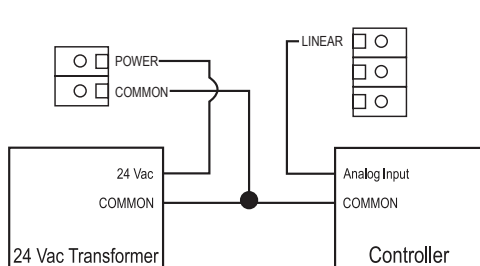 POWER
COMMON
LINEAR
24 Vac
COMMON
24 Vac Transformer
Analog Input
COMMON
Controller